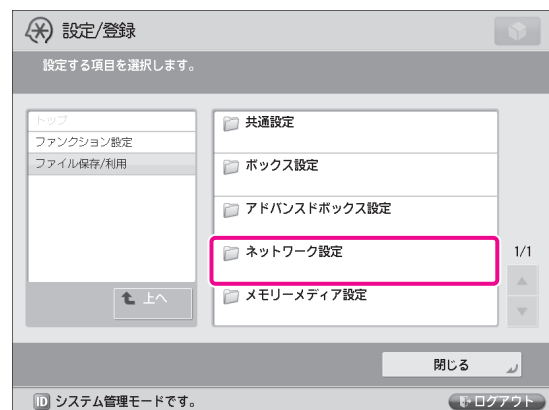 設定/登録
設定する項目を選択します。
トップ
ファンクション設定
ファイル保存/利用
上へ
共通設定
ボックス設定
アドバンスドボックス設定
ネットワーク設定
メモリーメディア設定
1/1
閉じる
ID システム管理モードです。
ログアウト